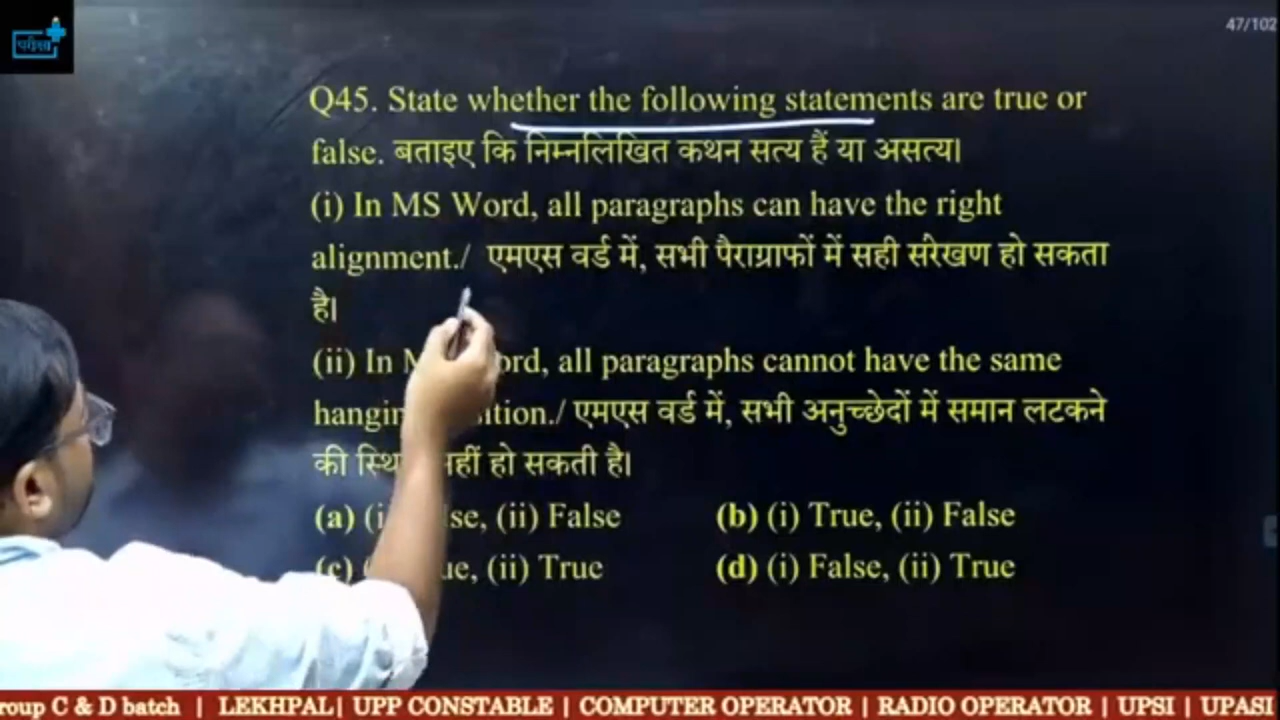 परीक्षा
47/102
Q45. State whether the following statements are true or
false. बताइए कि निम्नलिखित कथन सत्य हैं या असत्य।
(i) In MS Word, all paragraphs can have the right
alignment./ एमएस वर्ड में, सभी पैराग्राफों में सही संरेखण हो सकता
है।
(ii) In ord, all paragraphs cannot have the same
hangin ition./ एमएस वर्ड में, सभी अनुच्छेदों में समान लटकने
की स्थि नहीं हो सकती है।
(a) (i se, (ii) False (b) (i) True, (ii) False
(c) ue, (ii) True (d) (i) False, (ii) True
roup C & D batch | LEKHPAL| UPP CONSTABLE | COMPUTER OPERATOR | RADIO OPERATOR | UPSI | UPASI